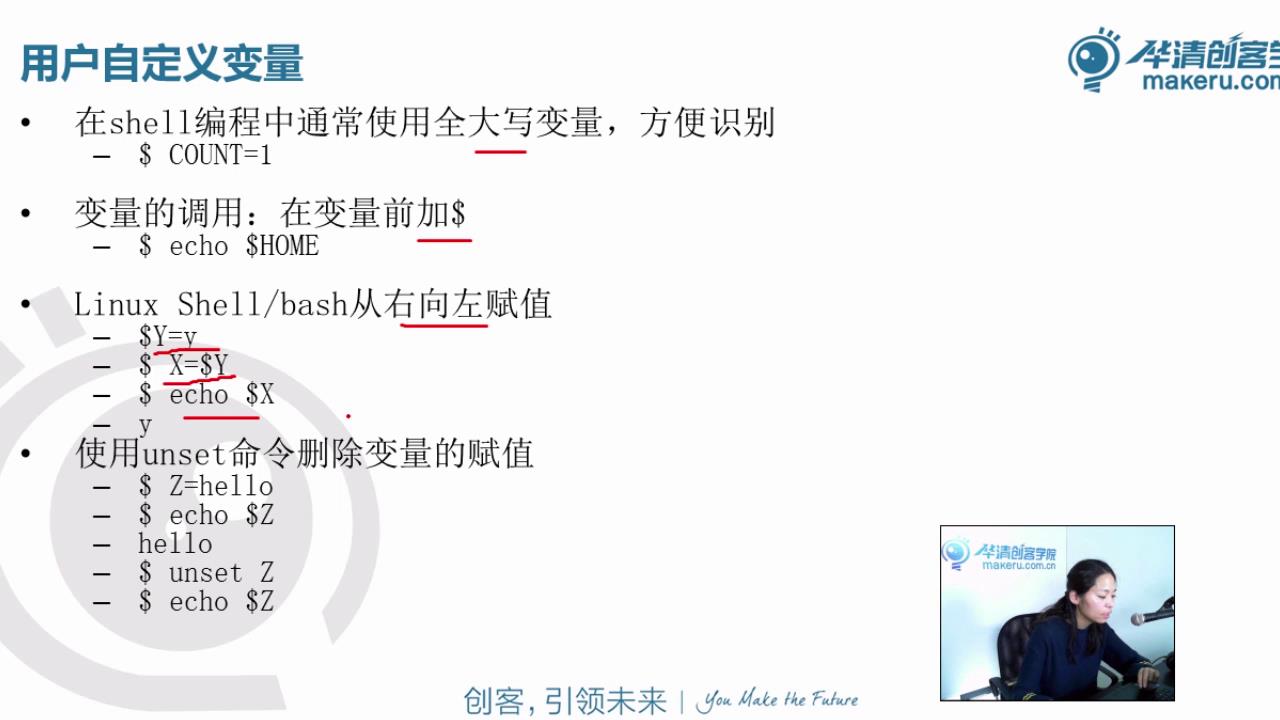 用户自定义变量
华清创客学
makeru.com
• 在shell编程中通常使用全大写变量，方便识别
– $ COUNT=1
• 变量的调用：在变量前加$
– $ echo $HOME
• Linux Shell/bash从右向左赋值
– $Y=y
– $ X=$Y
– $ echo $X
– y
• 使用unset命令删除变量的赋值
– $ Z=hello
– $ echo $Z
– hello
– $ unset Z
– $ echo $Z
华清创客学院
makeru.com.cn
创客，引领未来 | You Make the Future